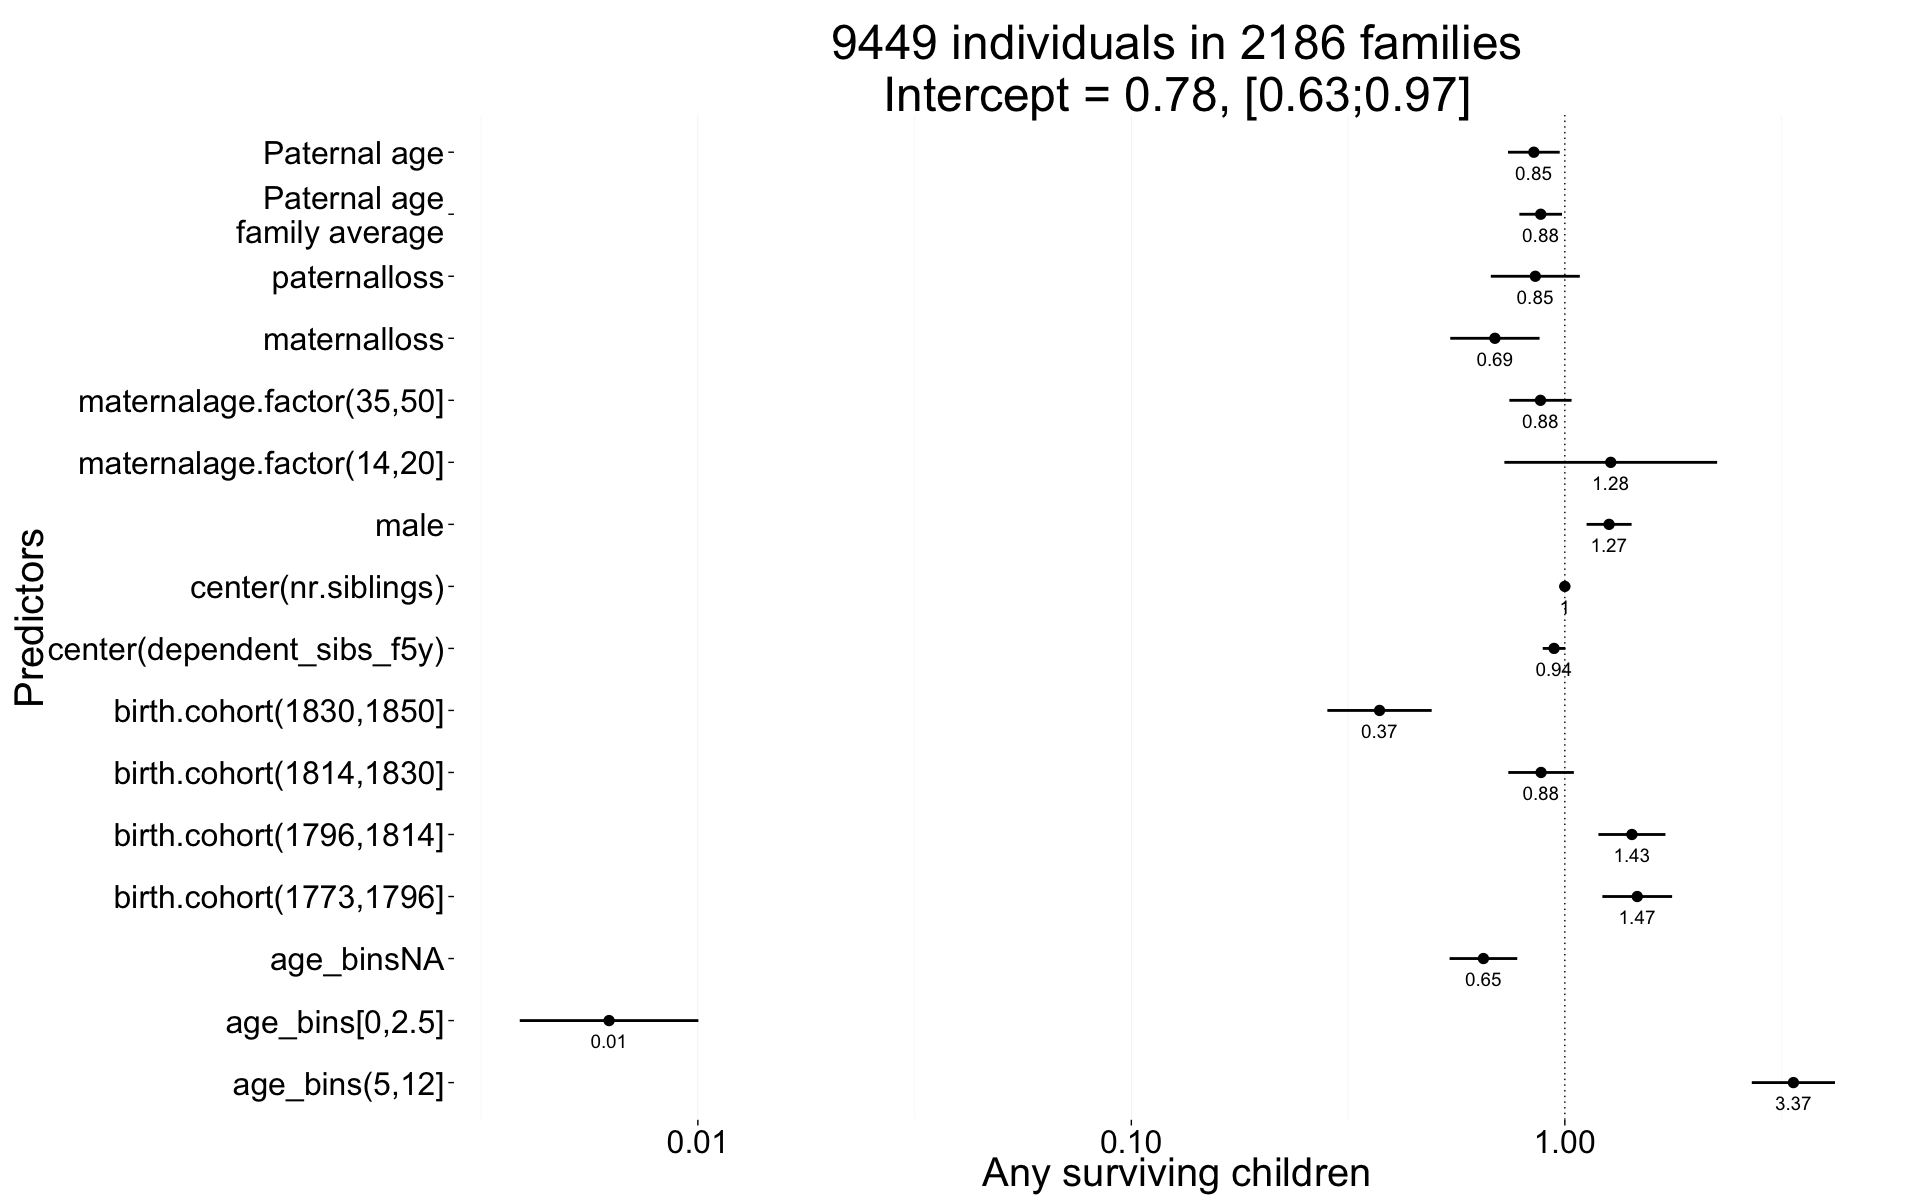 9449 individuals in 2186 families
Intercept = 0.78, [0.63;0.97]
Predictors
Paternal age
0.85
Paternal age
family average
0.88
paternalloss
0.85
maternalloss
0.69
maternalage.factor(35,50]
0.88
maternalage.factor(14,20]
1.28
male
1.27
center(nr.siblings)
1
center(dependent_sibs_f5y)
0.94
birth.cohort(1830,1850]
0.37
birth.cohort(1814,1830]
0.88
birth.cohort(1796,1814]
1.43
birth.cohort(1773,1796]
1.47
age_binsNA
0.65
age_bins[0,2.5]
0.01
age_bins(5,12]
3.37
0.01 0.10 1.00
Any surviving children